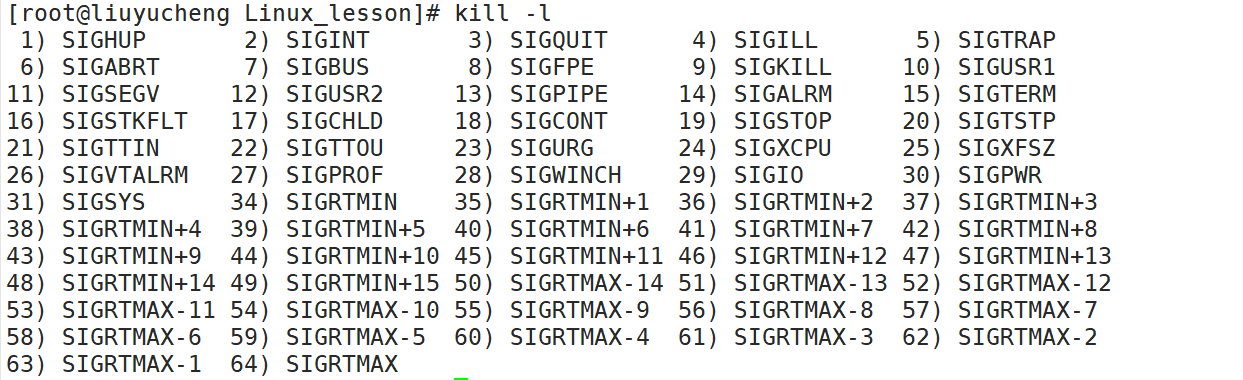 [root@liuyucheng Linux_lesson]# kill -l
 1) SIGHUP       2) SIGINT       3) SIGQUIT      4) SIGILL       5) SIGTRAP
 6) SIGABRT      7) SIGBUS       8) SIGFPE       9) SIGKILL     10) SIGUSR1
11) SIGSEGV     12) SIGUSR2     13) SIGPIPE     14) SIGALRM     15) SIGTERM
16) SIGSTKFLT   17) SIGCHLD     18) SIGCONT     19) SIGSTOP     20) SIGTSTP
21) SIGTTIN     22) SIGTTOU     23) SIGURG      24) SIGXCPU     25) SIGXFSZ
26) SIGVTALRM   27) SIGPROF     28) SIGWINCH    29) SIGIO       30) SIGPWR
31) SIGSYS      34) SIGRTMIN    35) SIGRTMIN+1  36) SIGRTMIN+2  37) SIGRTMIN+3
38) SIGRTMIN+4  39) SIGRTMIN+5  40) SIGRTMIN+6  41) SIGRTMIN+7  42) SIGRTMIN+8
43) SIGRTMIN+9  44) SIGRTMIN+10 45) SIGRTMIN+11 46) SIGRTMIN+12 47) SIGRTMIN+13
48) SIGRTMIN+14 49) SIGRTMIN+15 50) SIGRTMAX-14 51) SIGRTMAX-13 52) SIGRTMAX-12
53) SIGRTMAX-11 54) SIGRTMAX-10 55) SIGRTMAX-9  56) SIGRTMAX-8  57) SIGRTMAX-7
58) SIGRTMAX-6  59) SIGRTMAX-5  60) SIGRTMAX-4  61) SIGRTMAX-3  62) SIGRTMAX-2
63) SIGRTMAX-1  64) SIGRTMAX